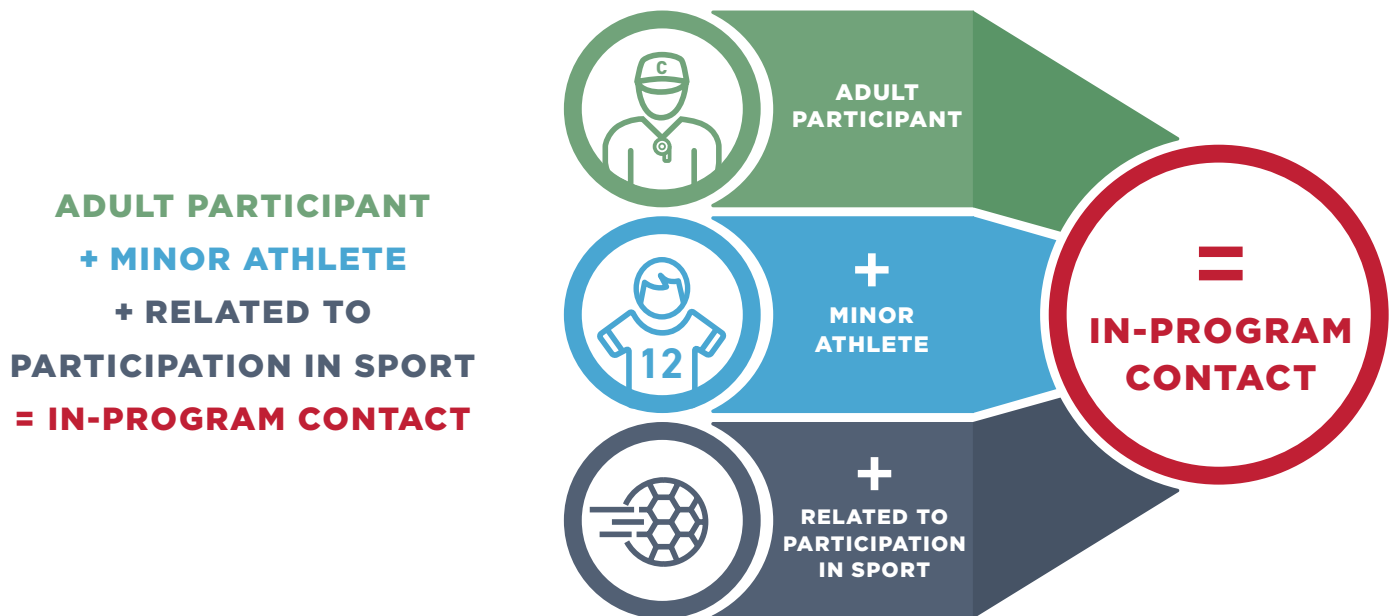 ADULT PARTICIPANT
+ MINOR ATHLETE
+ RELATED TO
PARTICIPATION IN SPORT
= IN-PROGRAM CONTACT
C
ADULT
PARTICIPANT
12
+
MINOR
ATHLETE
+
RELATED TO
PARTICIPATION
IN SPORT
=
IN-PROGRAM
CONTACT